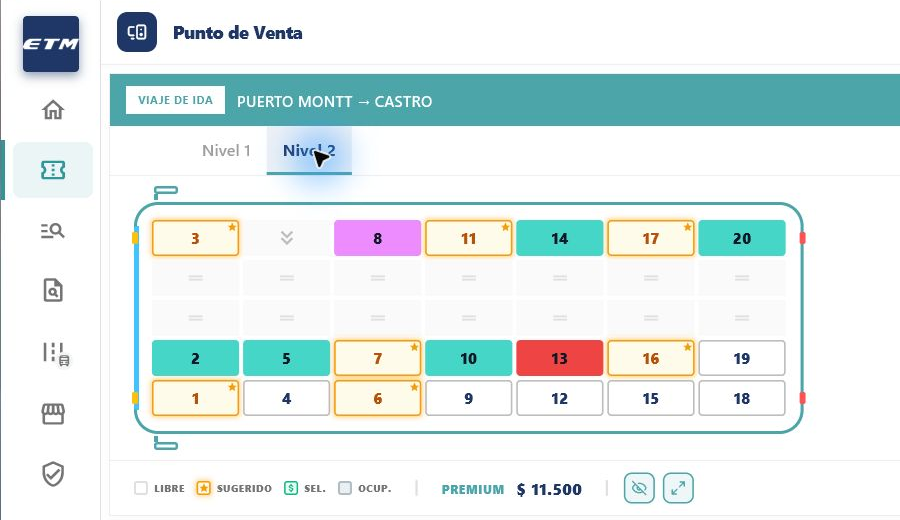 ETM
Punto de Venta
VIAJE DE IDA PUERTO MONTT → CASTRO
Nivel 1 Nivel 2
3 8 11 14 17 20
2 5 7 10 13 16 19
1 4 6 9 12 15 18
LIBRE SUGERIDO $ SEL. OCUP. PREMIUM $ 11.500